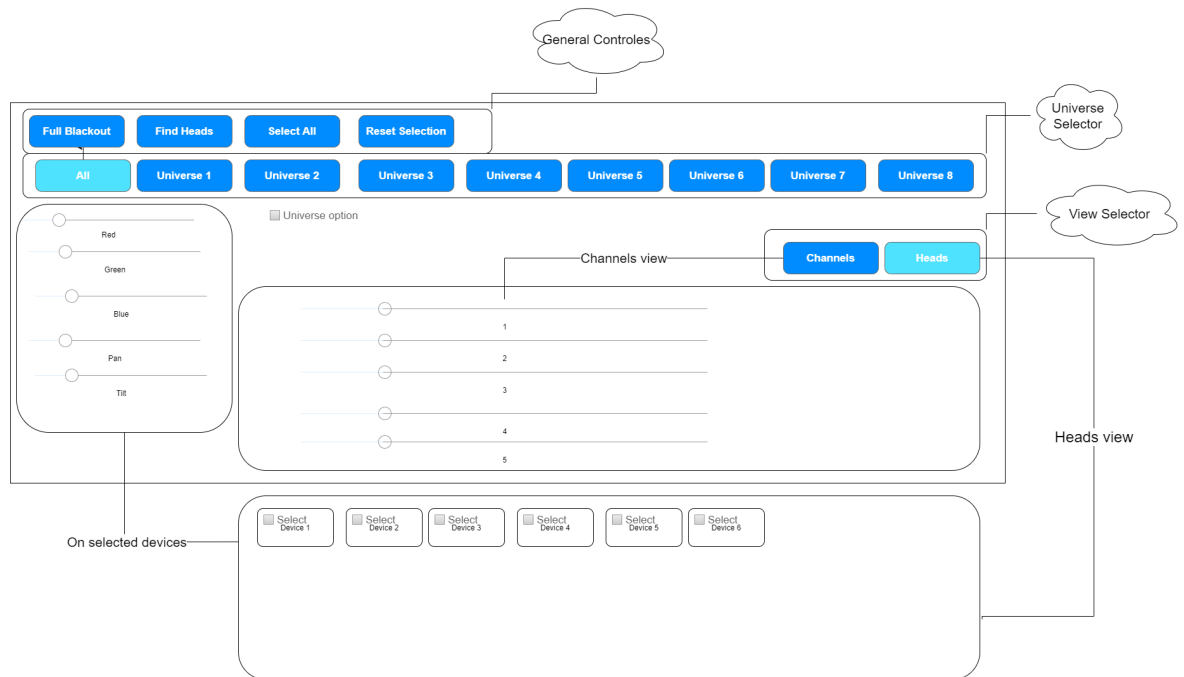 General Controles
Universe
Selector
Full Blackout
Find Heads
Select All
Reset Selection
All
Universe 1
Universe 2
Universe 3
Universe 4
Universe 5
Universe 6
Universe 7
Universe 8
View Selector
Universe option
Red
Green
Blue
Pan
Tilt
Channels view
Channels
Heads
1
2
3
4
5
Heads view
On selected devices
Select
Device 1
Select
Device 2
Select
Device 3
Select
Device 4
Select
Device 5
Select
Device 6